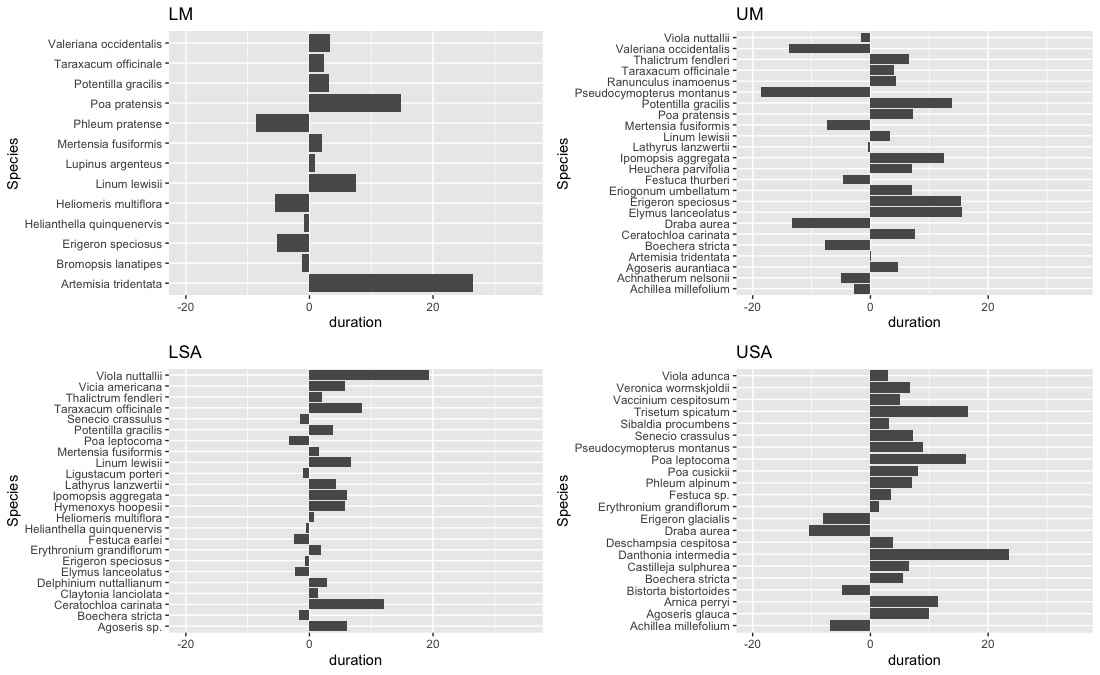 LM
Species
Valeriana occidentalis
Taraxacum officinale
Potentilla gracilis
Poa pratensis
Phleum pratense
Mertensia fusiformis
Lupinus argenteus
Linum lewisii
Heliomeris multiflora
Helianthella quinquenervis
Erigeron speciosus
Bromopsis lanatipes
Artemisia tridentata
-20 0 20
duration
UM
Species
Viola nuttallii
Valeriana occidentalis
Thalictrum fendleri
Taraxacum officinale
Ranunculus inamoenus
Pseudocymopterus montanus
Potentilla gracilis
Poa pratensis
Mertensia fusiformis
Linum lewisii
Lathyrus lanzwertii
Ipomopsis aggregata
Heuchera parvifolia
Festuca thurberi
Eriogonum umbellatum
Erigeron speciosus
Elymus lanceolatus
Draba aurea
Ceratochloa carinata
Boechera stricta
Artemisia tridentata
Agoseris aurantiaca
Achnatherum nelsonii
Achillea millefolium
-20 0 20
duration
LSA
Species
Viola nuttallii
Vicia americana
Thalictrum fendleri
Taraxacum officinale
Senecio crassulus
Potentilla gracilis
Poa leptocoma
Mertensia fusiformis
Linum lewisii
Ligustacum porteri
Lathyrus lanzwertii
Ipomopsis aggregata
Hymenoxys hoopesii
Heliomeris multiflora
Helianthella quinquenervis
Festuca earlei
Erythronium grandiflorum
Erigeron speciosus
Elymus lanceolatus
Delphinium nuttallianum
Claytonia lanciolata
Ceratochloa carinata
Boechera stricta
Agoseris sp.
-20 0 20
duration
USA
Species
Viola adunca
Veronica wormskjoldii
Vaccinium cespitosum
Trisetum spicatum
Sibaldia procumbens
Senecio crassulus
Pseudocymopterus montanus
Poa leptocoma
Poa cusickii
Phleum alpinum
Festuca sp.
Erythronium grandiflorum
Erigeron glacialis
Draba aurea
Deschampsia cespitosa
Danthonia intermedia
Castilleja sulphurea
Boechera stricta
Bistorta bistortoides
Arnica perryi
Agoseris glauca
Achillea millefolium
-20 0 20
duration